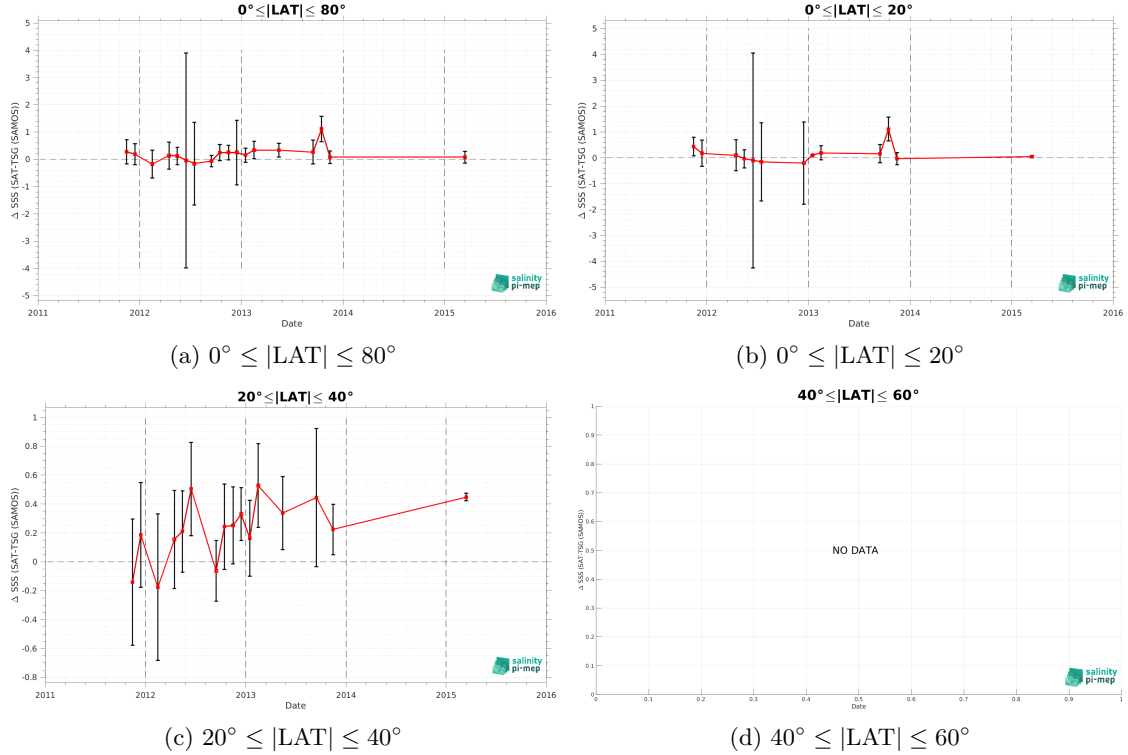 0°≤|LAT|≤ 80°
5
4
3
2
1
0
-1
-2
-3
-4
-5
Δ SSS (SAT-TSG (SAMOS))
2011
2012
2013
2014
2015
2016
Date
salinity
pi-mep
(a) 0° ≤ |LAT| ≤ 80°
0°≤|LAT|≤ 20°
5
4
3
2
1
0
-1
-2
-3
-4
-5
Δ SSS (SAT-TSG (SAMOS))
2011
2012
2013
2014
2015
2016
Date
salinity
pi-mep
(b) 0° ≤ |LAT| ≤ 20°
20°≤|LAT|≤ 40°
1
0.8
0.6
0.4
0.2
0
-0.2
-0.4
-0.6
-0.8
Δ SSS (SAT-TSG (SAMOS))
2011
2012
2013
2014
2015
2016
Date
salinity
pi-mep
(c) 20° ≤ |LAT| ≤ 40°
40°≤|LAT|≤ 60°
1
0.9
0.8
0.7
0.6
0.5
0.4
0.3
0.2
0.1
0
Δ SSS (SAT-TSG (SAMOS))
NO DATA
0
0.1
0.2
0.3
0.4
0.5
0.6
0.7
0.8
0.9
1
Date
salinity
pi-mep
(d) 40° ≤ |LAT| ≤ 60°